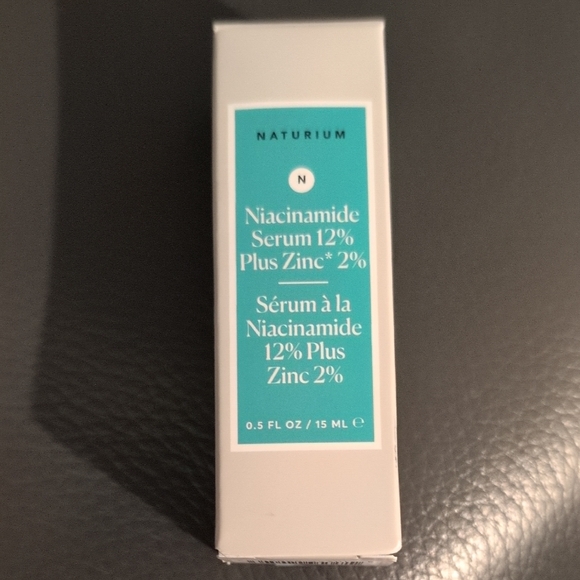 NATURIUM
N
Niacinamide
Serum 12%
Plus Zinc* 2%
Sérum à la
Niacinamide
12% Plus
Zinc 2%
0.5 FL OZ / 15 ML ℮